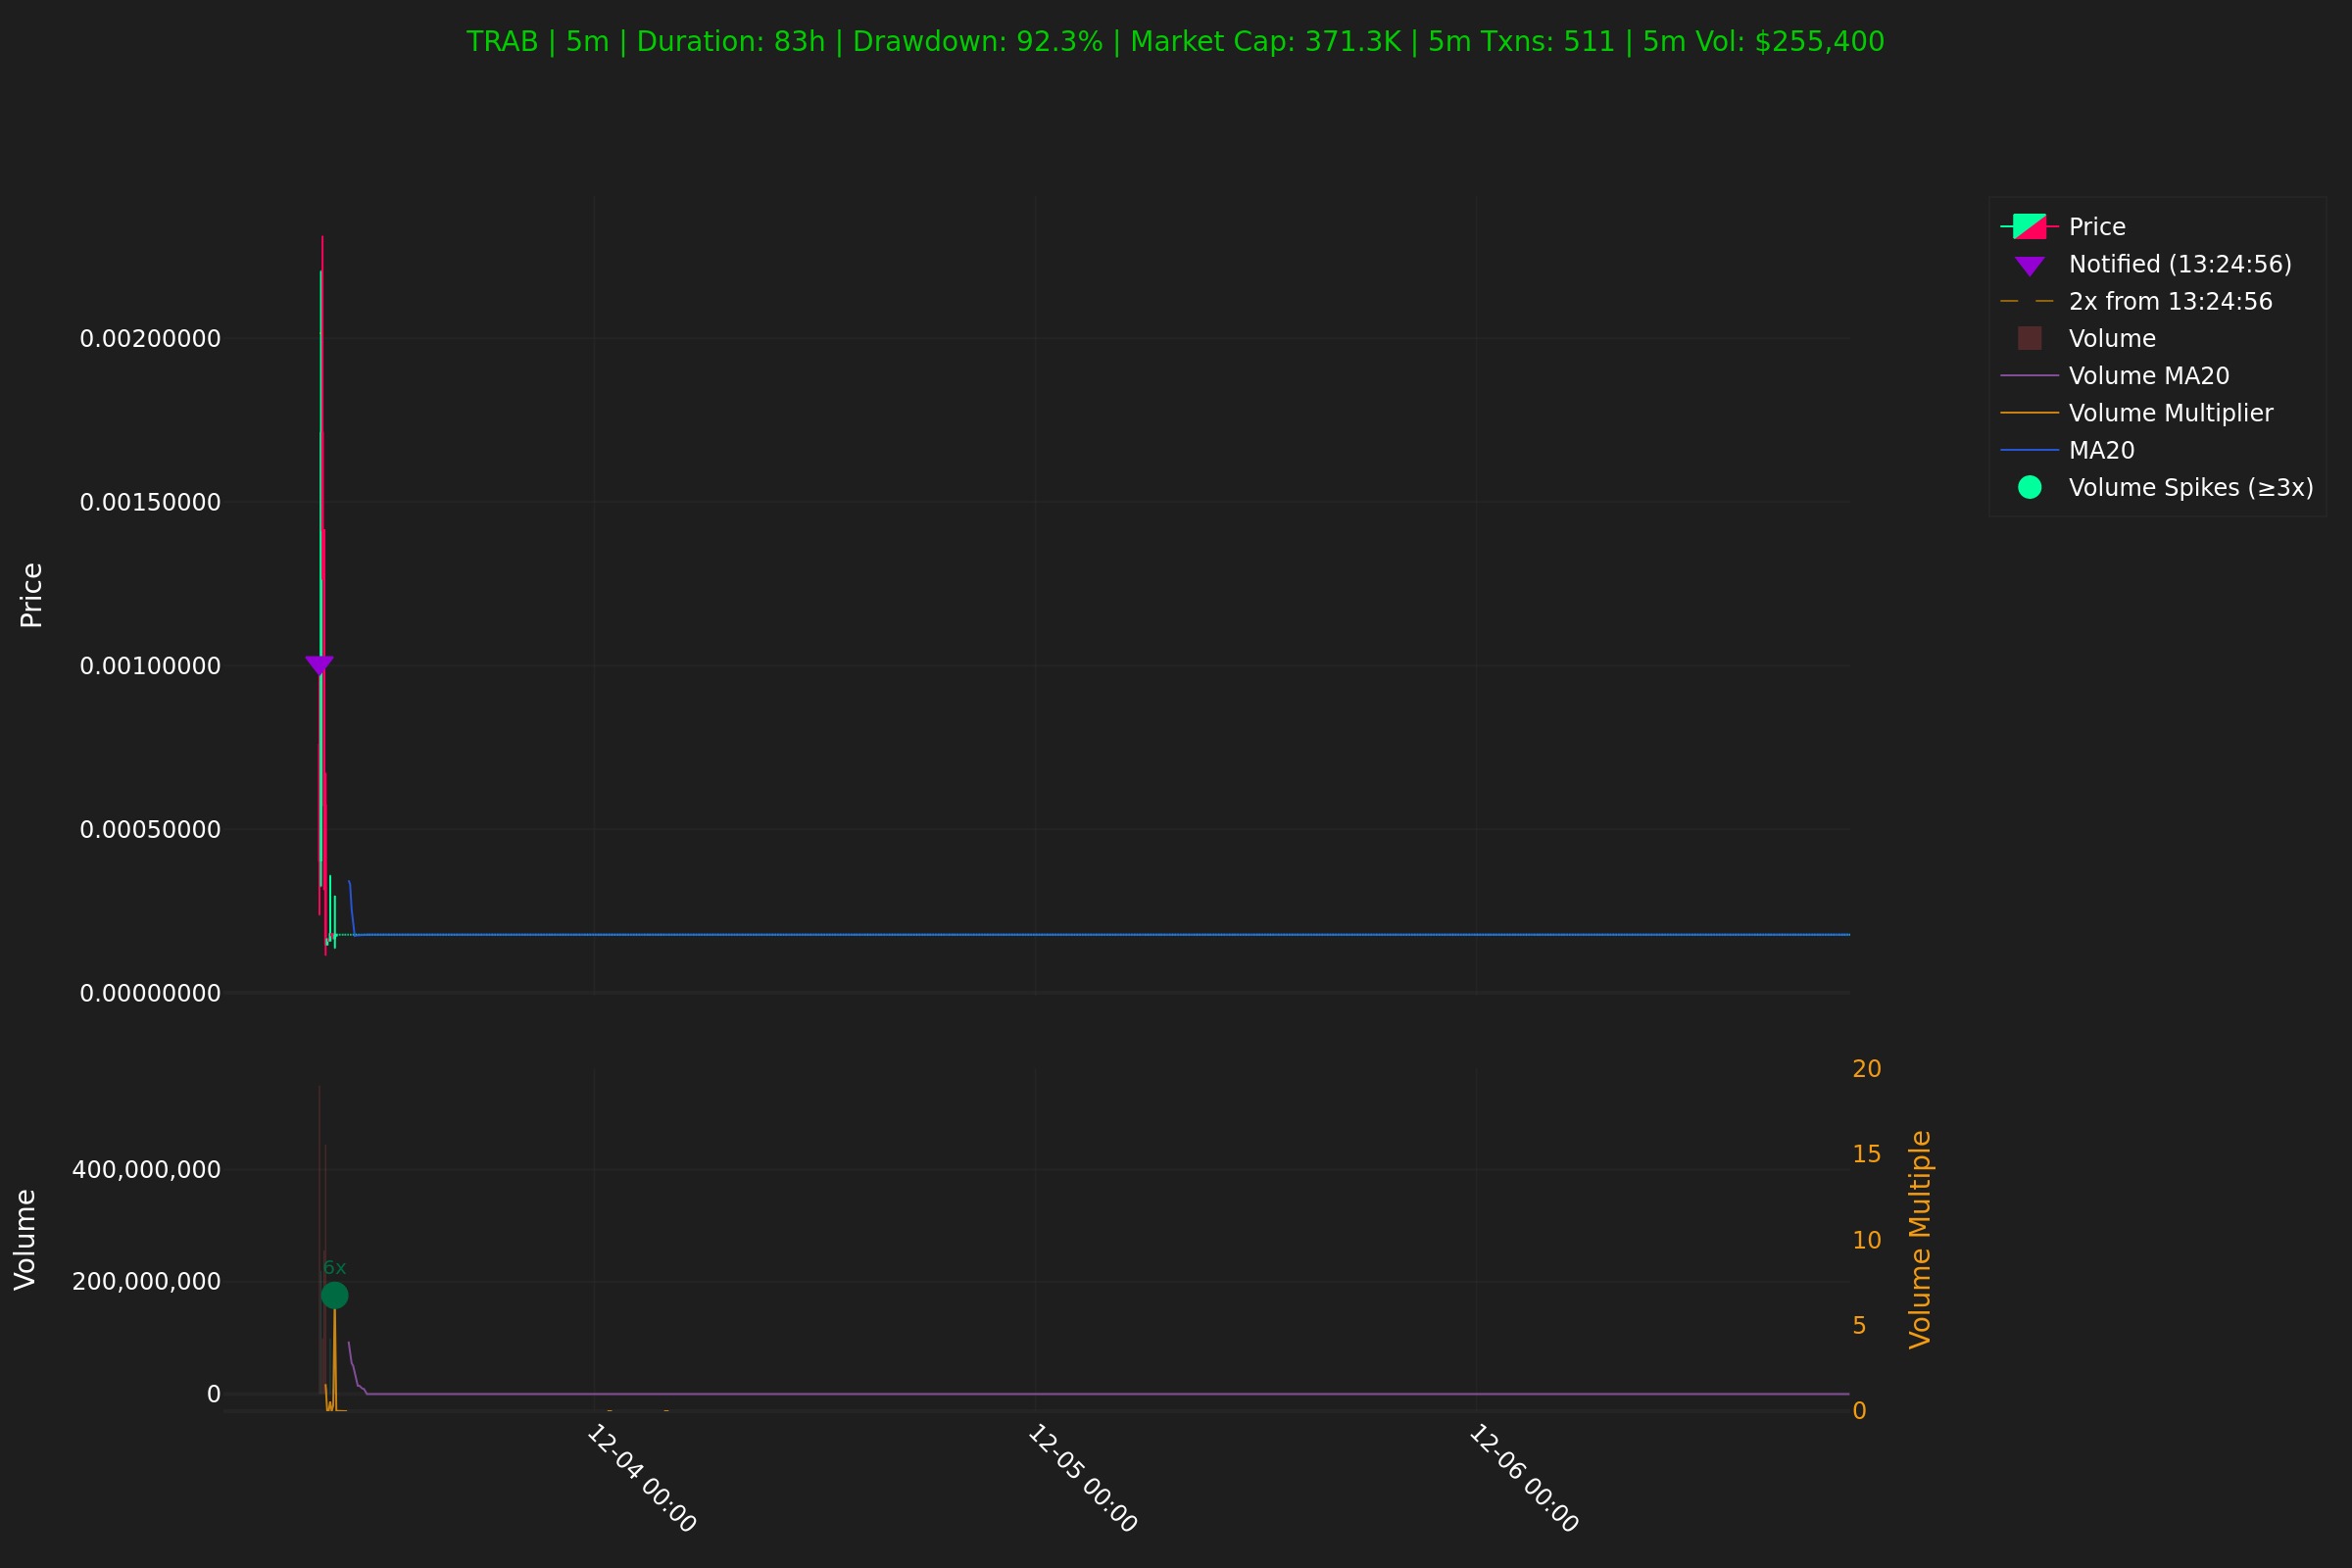 TRAB | 5m | Duration: 83h | Drawdown: 92.3% | Market Cap: 371.3K | 5m Txns: 511 | 5m Vol: $255,400
Price
Notified (13:24:56)
2x from 13:24:56
Volume
Volume MA20
Volume Multiplier
MA20
Volume Spikes (≥3x)
Price
0.00200000
0.00150000
0.00100000
0.00050000
0.00000000
Volume
400,000,000
200,000,000
0
6x
20
15
10
5
0
Volume Multiple
12-04 00:00
12-05 00:00
12-06 00:00